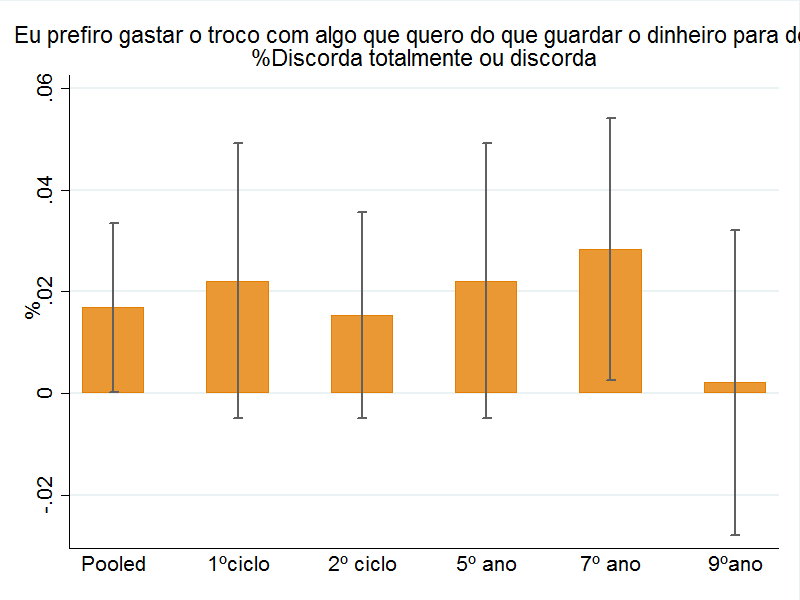 Eu prefiro gastar o troco com algo que quero do que guardar o dinheiro para
%Discorda totalmente ou discorda
.06
.04
.02
%
0
-.02
Pooled 1ºciclo 2º ciclo 5º ano 7º ano 9ºano